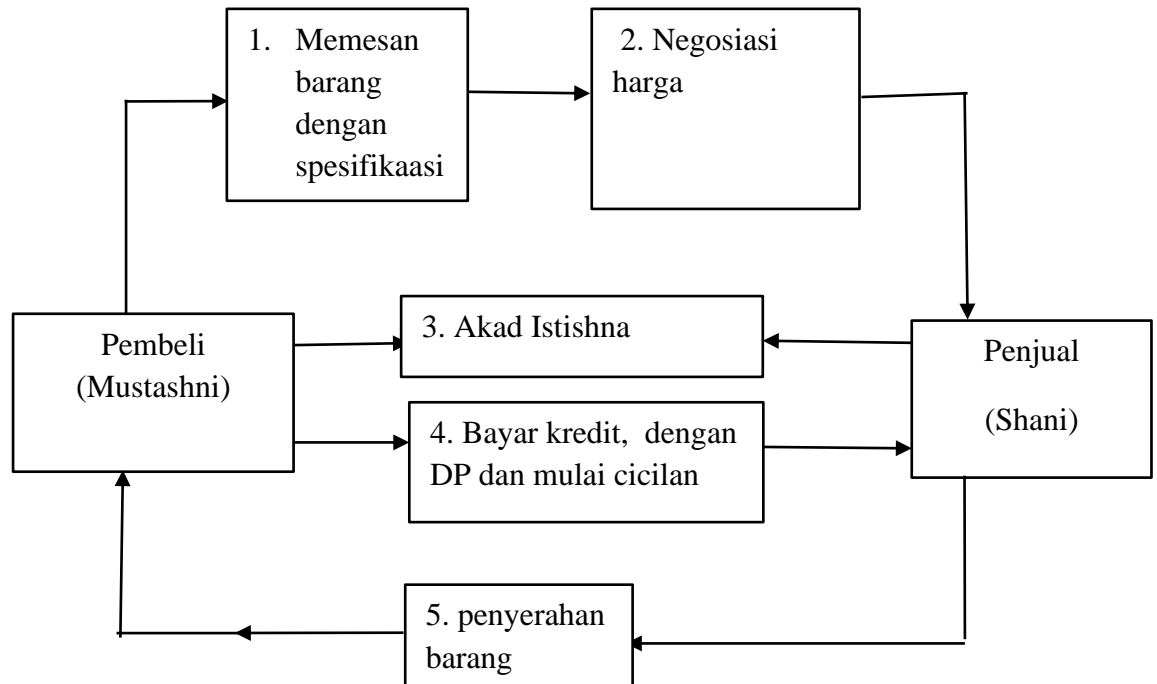 1. Memesan
barang
dengan
spesifikaasi
2. Negosiasi
harga
3. Akad Istishna
Pembeli
(Mustashni)
Penjual
(Shani)
4. Bayar kredit, dengan
DP dan mulai cicilan
5. penyerahan
barang